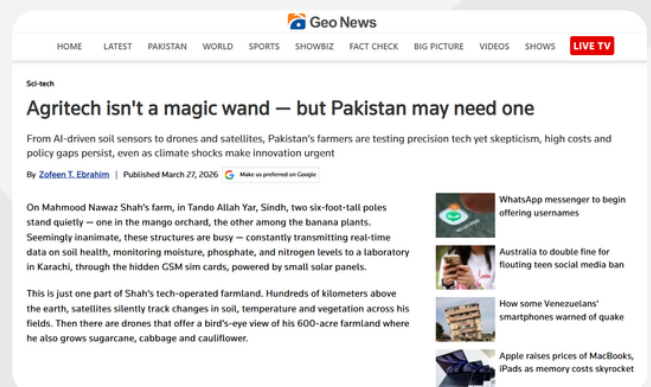 Geo News
HOME LATEST PAKISTAN WORLD SPORTS SHOWBIZ FACT CHECK BIG PICTURE VIDEOS SHOWS LIVE TV
Sci-tech
Agritech isn't a magic wand — but Pakistan may need one
From AI-driven soil sensors to drones and satellites, Pakistan's farmers are testing precision tech yet skepticism, high costs and
policy gaps persist, even as climate shocks make innovation urgent
By Zofeen T. Ebrahim | Published March 27, 2026 G Make us preferred on Google
On Mahmood Nawaz Shah's farm, in Tando Allah Yar, Sindh, two six-foot-tall poles
stand quietly — one in the mango orchard, the other among the banana plants.
Seemingly inanimate, these structures are busy — constantly transmitting real-time
data on soil health, monitoring moisture, phosphate, and nitrogen levels to a laboratory
in Karachi, through the hidden GSM sim cards, powered by small solar panels.
This is just one part of Shah's tech-operated farmland. Hundreds of kilometers above
the earth, satellites silently track changes in soil, temperature and vegetation across his
fields. Then there are drones that offer a bird's-eye view of his 600-acre farmland where
he also grows sugarcane, cabbage and cauliflower.
WhatsApp messenger to begin
offering usernames
Australia to double fine for
flouting teen social media ban
How some Venezuelans'
smartphones warned of quake
Apple raises prices of MacBooks,
iPads as memory costs skyrocket